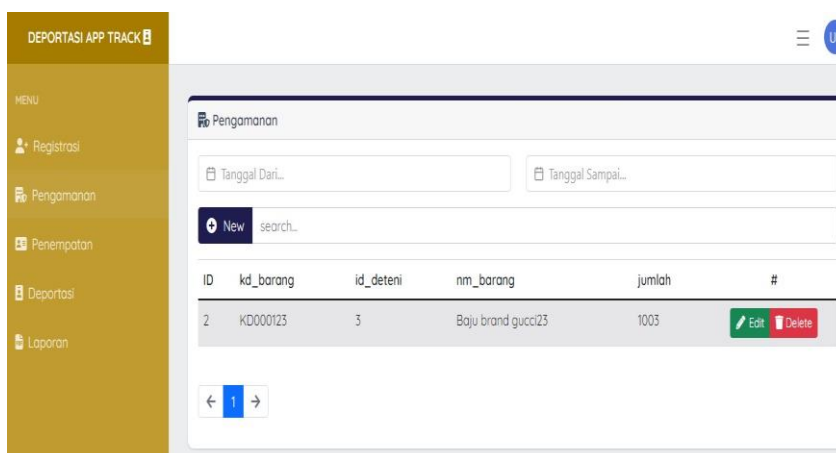 DEPORTASI APP TRACK
U
MENU
Registrasi
Pengamanan
Penempatan
Deportasi
Laporan
Pengamanan
Tanggal Dari...
Tanggal Sampai...
New search...
ID kd_barang id_deteni nm_barang jumlah #
2 KD000123 3 Baju brand gucci23 1003 Edit Delete
← 1 →